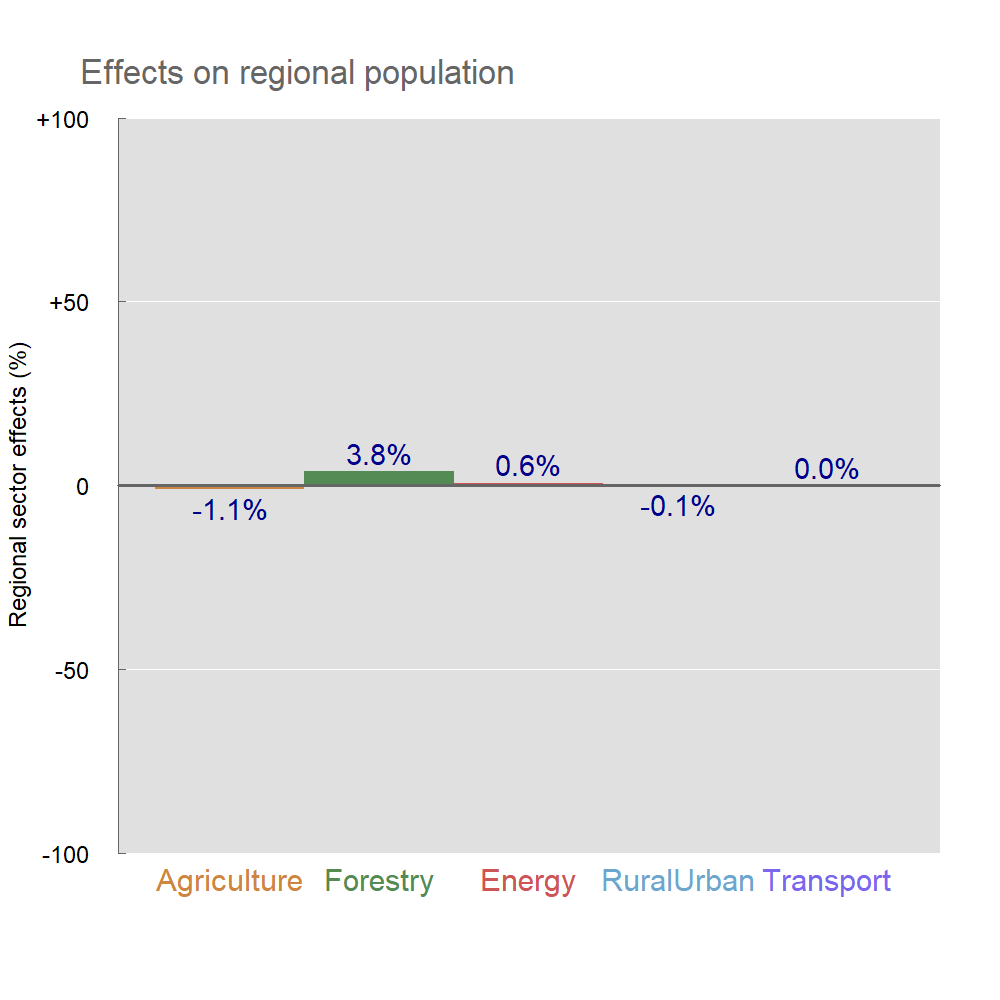 Effects on regional population
Regional sector effects (%)
+100
+50
0
-50
-100
-1.1%
3.8%
0.6%
-0.1%
0.0%
Agriculture
Forestry
Energy
RuralUrban
Transport